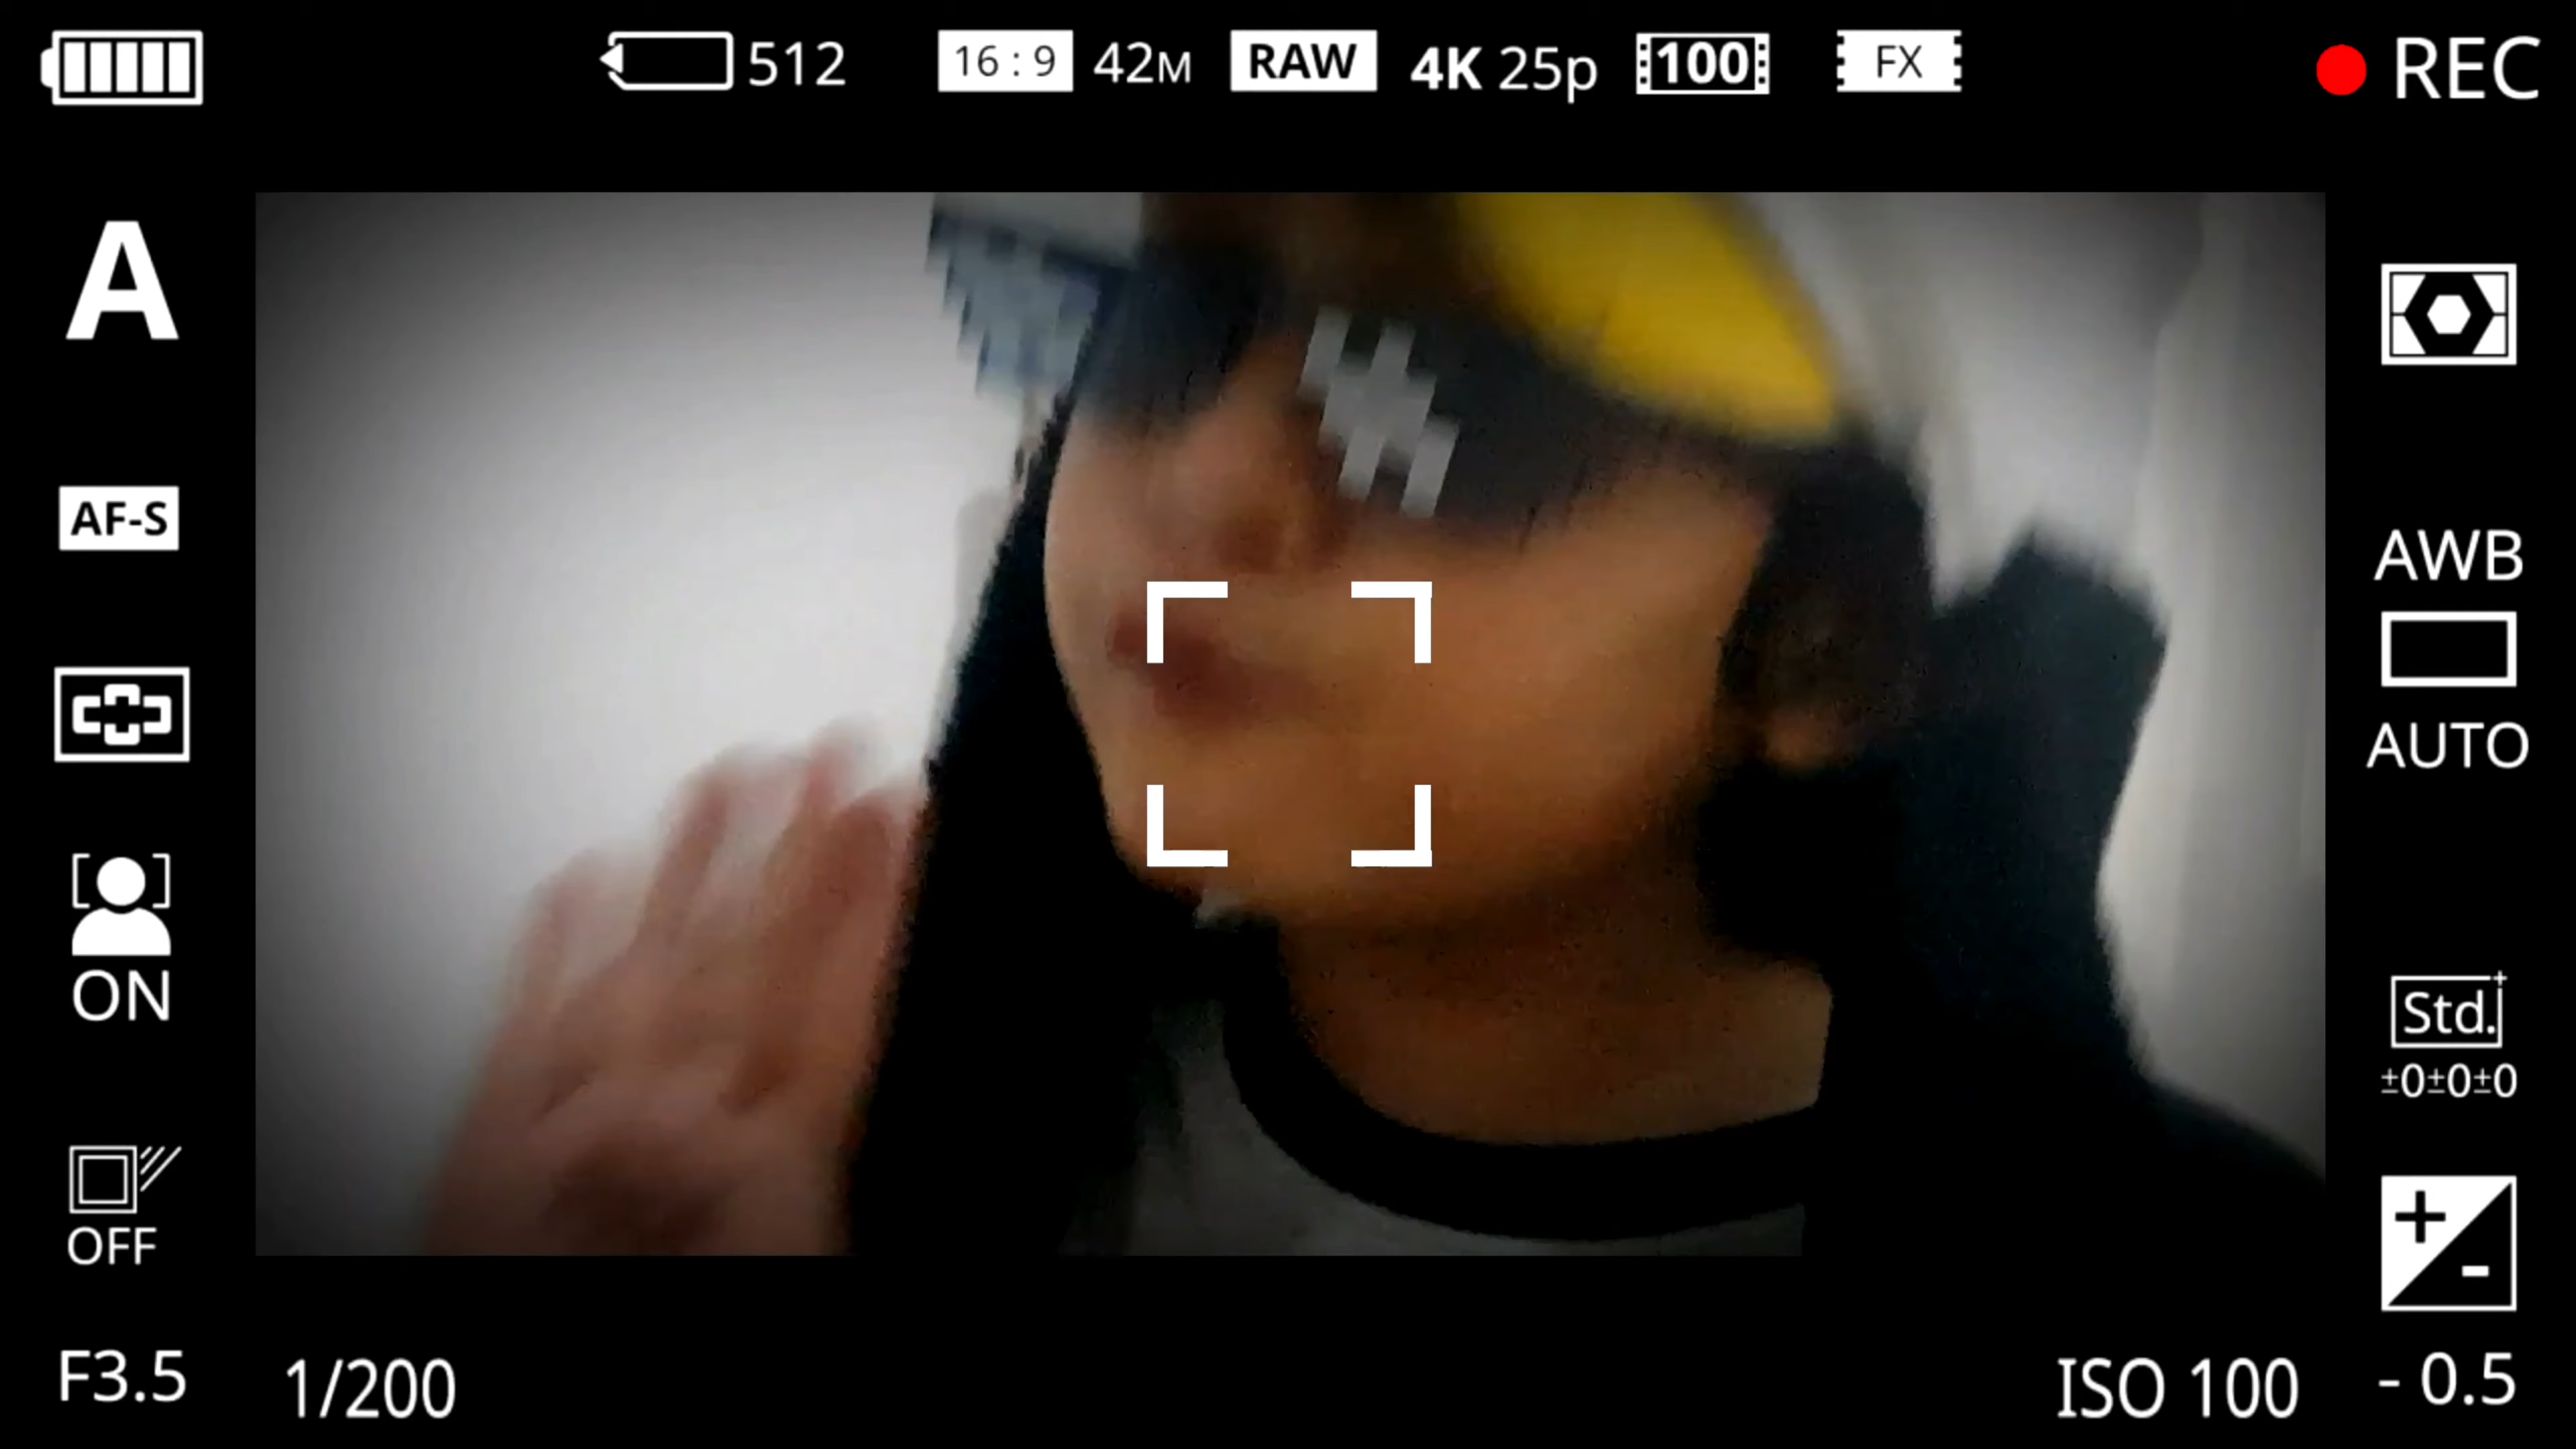 512 16:9 42M RAW 4K 25p 100 FX REC
A
AF-S
AWB
AUTO
ON
Std.+
±0±0±0
OFF
+ -
F3.5 1/200 ISO 100 - 0.5